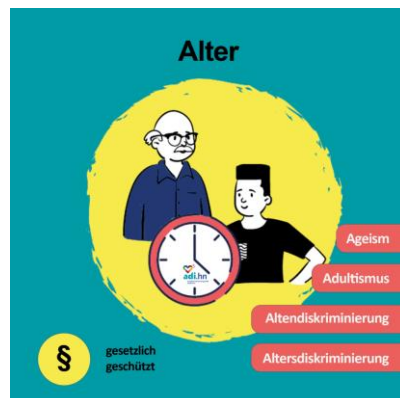 Alter
adi.hn
Ageism
Adultismus
Altendiskriminierung
Altersdiskriminierung
§
gesetzlich
geschützt